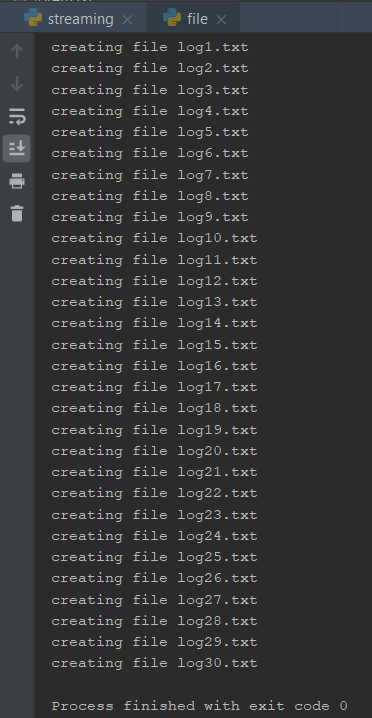 streaming file
creating file log1.txt
creating file log2.txt
creating file log3.txt
creating file log4.txt
creating file log5.txt
creating file log6.txt
creating file log7.txt
creating file log8.txt
creating file log9.txt
creating file log10.txt
creating file log11.txt
creating file log12.txt
creating file log13.txt
creating file log14.txt
creating file log15.txt
creating file log16.txt
creating file log17.txt
creating file log18.txt
creating file log19.txt
creating file log20.txt
creating file log21.txt
creating file log22.txt
creating file log23.txt
creating file log24.txt
creating file log25.txt
creating file log26.txt
creating file log27.txt
creating file log28.txt
creating file log29.txt
creating file log30.txt
Process finished with exit code 0